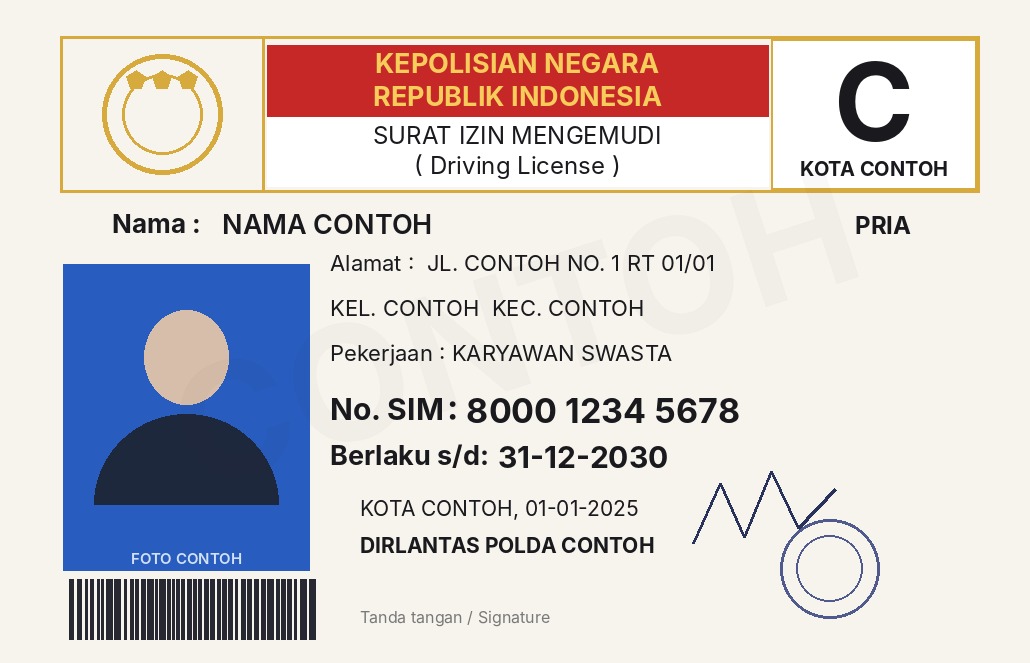 KEPOLISIAN NEGARA
REPUBLIK INDONESIA
SURAT IZIN MENGEMUDI
( Driving License )
C
KOTA CONTOH
Nama : NAMA CONTOH
PRIA
Alamat : JL. CONTOH NO. 1 RT 01/01
KEL. CONTOH KEC. CONTOH
Pekerjaan : KARYAWAN SWASTA
No. SIM : 8000 1234 5678
Berlaku s/d: 31-12-2030
KOTA CONTOH, 01-01-2025
DIRLANTAS POLDA CONTOH
FOTO CONTOH
Tanda tangan / Signature
CONTOH